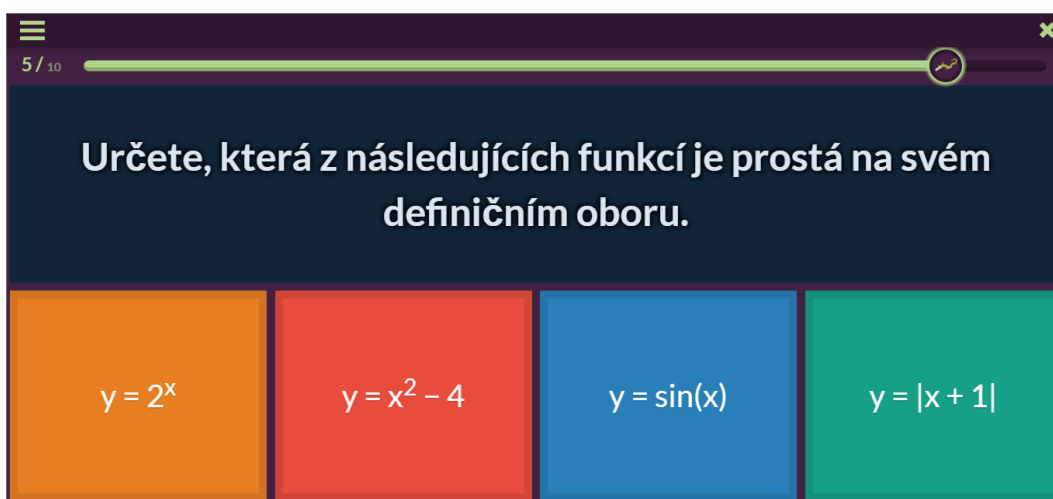 5 / 10
Určete, která z následujících funkcí je prostá na svém
definičním oboru.
y = 2ˣ
y = x² − 4
y = sin(x)
y = |x + 1|